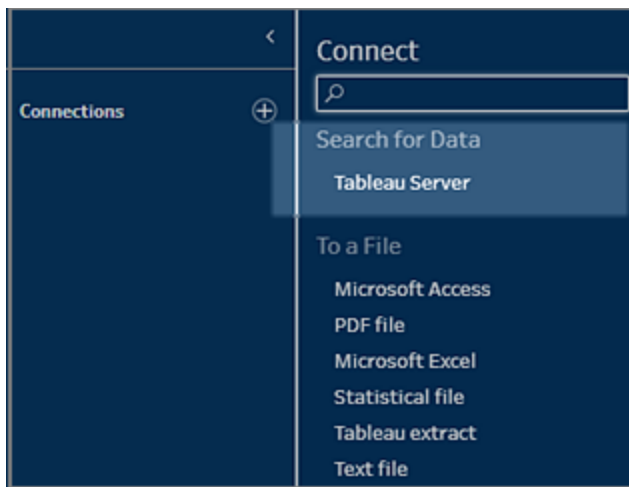 Connections
Connect
Search for Data
Tableau Server
To a File
Microsoft Access
PDF file
Microsoft Excel
Statistical file
Tableau extract
Text file